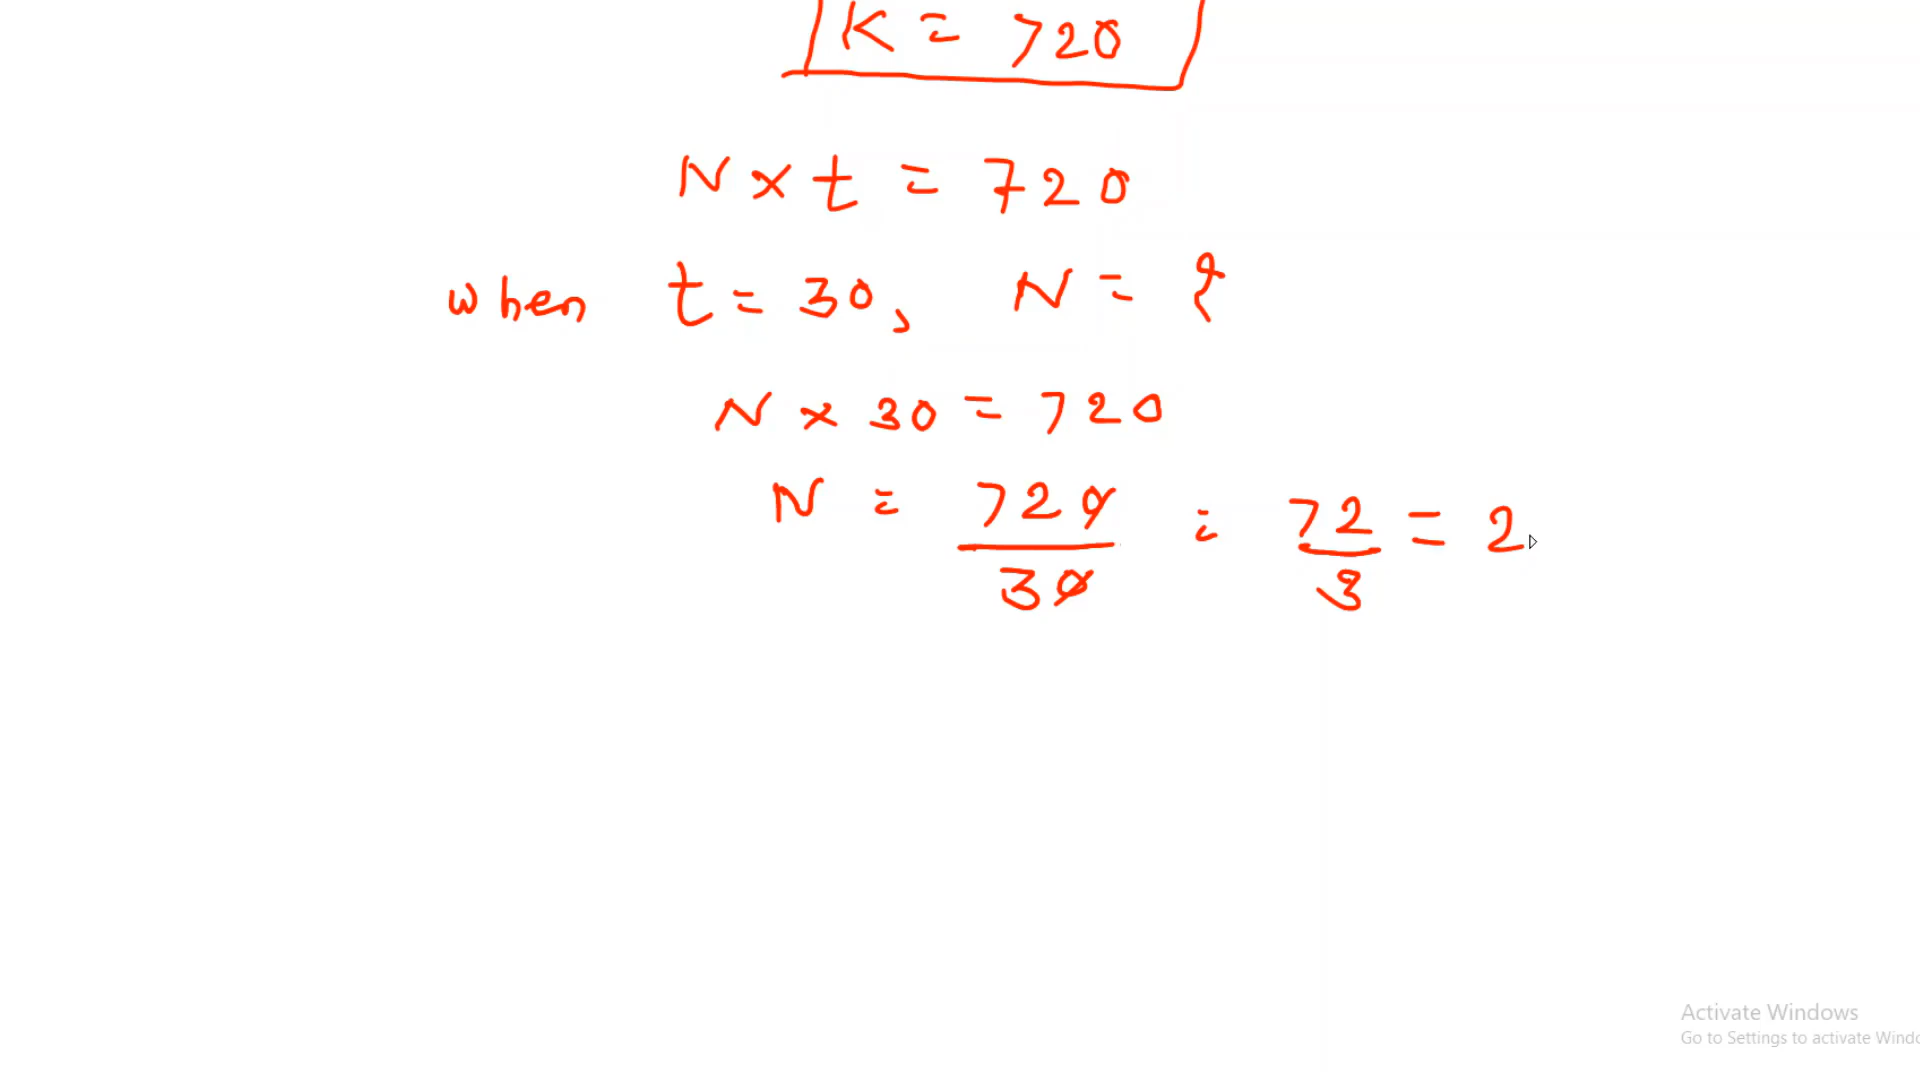 K = 720
N × t = 720
when t = 30, N = ?
N × 30 = 720
N = 720/30 = 72/3 = 2
Activate Windows
Go to Settings to activate Windo